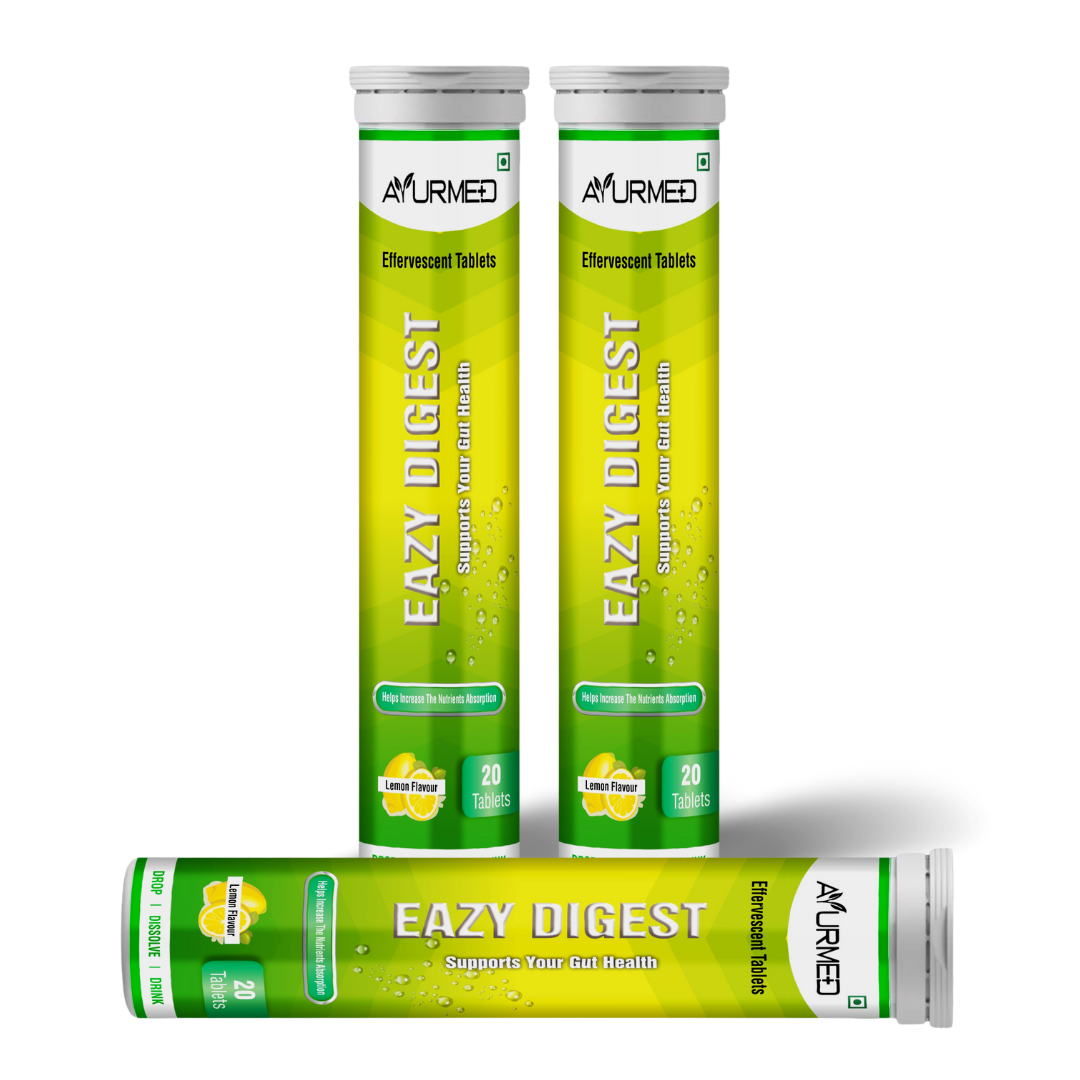 AYURMED
Effervescent Tablets
EAZY DIGEST
Supports Your Gut Health
Helps Increase The Nutrients Absorption
Lemon Flavour
20
Tablets
AYURMED
Effervescent Tablets
EAZY DIGEST
Supports Your Gut Health
Helps Increase The Nutrients Absorption
Lemon Flavour
20
Tablets
DROP | DISSOLVE | DRINK
Lemon Flavour
20
Tablets
Helps Increase The Nutrients Absorption
EAZY DIGEST
Supports Your Gut Health
Effervescent Tablets
AYURMED